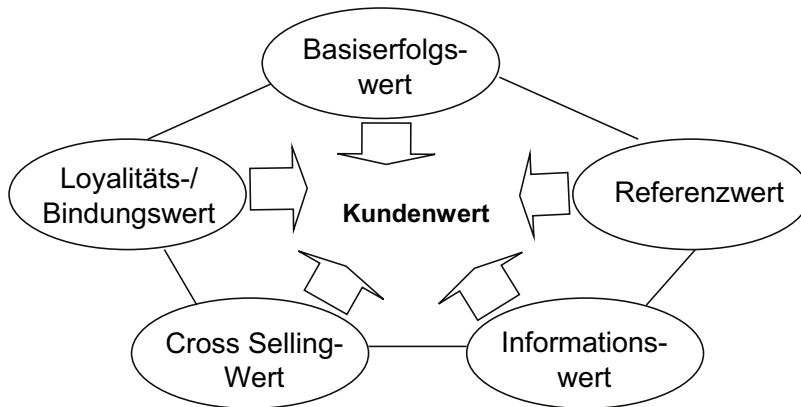 Basiserfolgs-
wert
Loyalitäts-/
Bindungswert
Kundenwert
Referenzwert
Cross Selling-
Wert
Informations-
wert